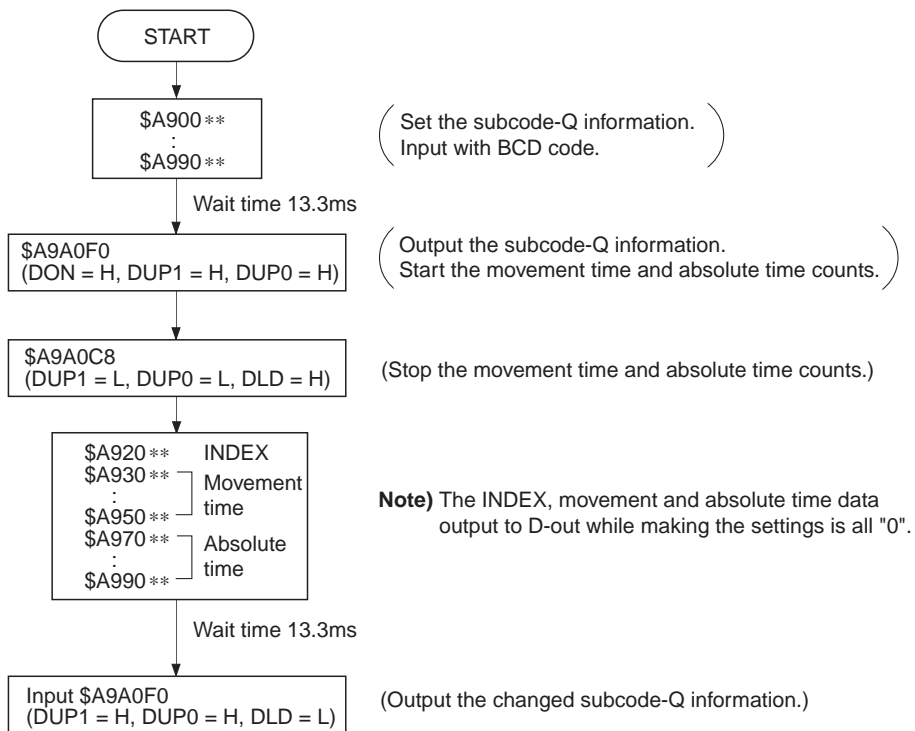 START
$A900**
:
$A990**
Set the subcode-Q information.
Input with BCD code.
Wait time 13.3ms
$A9A0F0
(DON = H, DUP1 = H, DUP0 = H)
Output the subcode-Q information.
Start the movement time and absolute time counts.
$A9A0C8
(DUP1 = L, DUP0 = L, DLD = H)
(Stop the movement time and absolute time counts.)
$A920** INDEX
$A930** Movement
: time
$A950**
$A970** Absolute
: time
$A990**
Note) The INDEX, movement and absolute time data
output to D-out while making the settings is all "0".
Wait time 13.3ms
Input $A9A0F0
(DUP1 = H, DUP0 = H, DLD = L)
(Output the changed subcode-Q information.)